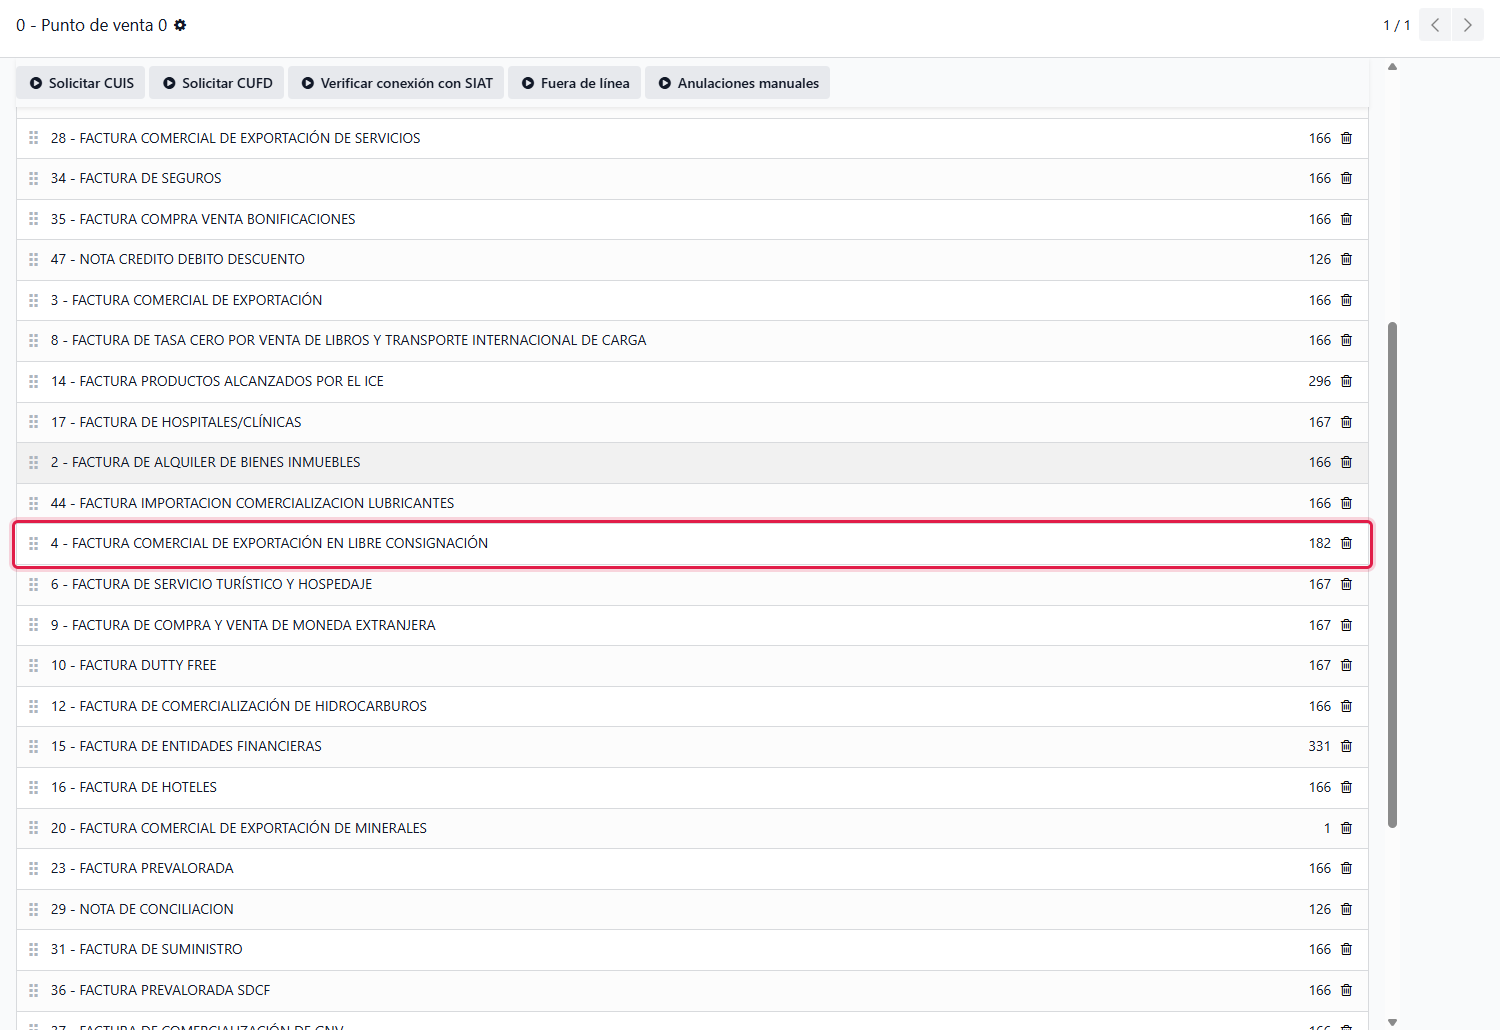 0 - Punto de venta 0
1 / 1
Solicitar CUIS Solicitar CUFD Verificar conexión con SIAT Fuera de línea Anulaciones manuales
28 - FACTURA COMERCIAL DE EXPORTACIÓN DE SERVICIOS 166
34 - FACTURA DE SEGUROS 166
35 - FACTURA COMPRA VENTA BONIFICACIONES 166
47 - NOTA CREDITO DEBITO DESCUENTO 126
3 - FACTURA COMERCIAL DE EXPORTACIÓN 166
8 - FACTURA DE TASA CERO POR VENTA DE LIBROS Y TRANSPORTE INTERNACIONAL DE CARGA 166
14 - FACTURA PRODUCTOS ALCANZADOS POR EL ICE 296
17 - FACTURA DE HOSPITALES/CLÍNICAS 167
2 - FACTURA DE ALQUILER DE BIENES INMUEBLES 166
44 - FACTURA IMPORTACION COMERCIALIZACION LUBRICANTES 166
4 - FACTURA COMERCIAL DE EXPORTACIÓN EN LIBRE CONSIGNACIÓN 182
6 - FACTURA DE SERVICIO TURÍSTICO Y HOSPEDAJE 167
9 - FACTURA DE COMPRA Y VENTA DE MONEDA EXTRANJERA 167
10 - FACTURA DUTTY FREE 167
12 - FACTURA DE COMERCIALIZACIÓN DE HIDROCARBUROS 166
15 - FACTURA DE ENTIDADES FINANCIERAS 331
16 - FACTURA DE HOTELES 166
20 - FACTURA COMERCIAL DE EXPORTACIÓN DE MINERALES 1
23 - FACTURA PREVALORADA 166
29 - NOTA DE CONCILIACION 126
31 - FACTURA DE SUMINISTRO 166
36 - FACTURA PREVALORADA SDCF 166
37 - FACTURA DE COMERCIALIZACIÓN DE GNV 166